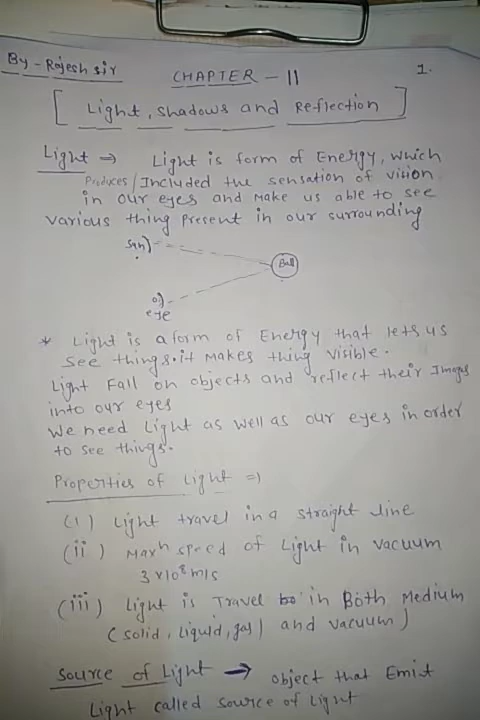 By - Rajesh sir
CHAPTER - 11
1.
[ Light, Shadows and Reflection ]
Light ⇒ Light is form of Energy, which
Produces / Included the sensation of vision
in our eyes and make us able to see
various thing present in our surrounding
sun
Ball
eye
* Light is a form of Energy that lets us
see things. it makes thing visible.
Light Fall on objects and reflect their Images
into our eyes
We need Light as well as our eyes in order
to see things.
Properties of Light ⇒
(i) Light travel in a straight line
(ii) Maxm speed of Light in vacuum
3 x 10⁸ m/s
(iii) Light is Travel in Both Medium
(solid, Liquid, gas) and vacuum)
Source of Light → object that Emit
Light called source of Light